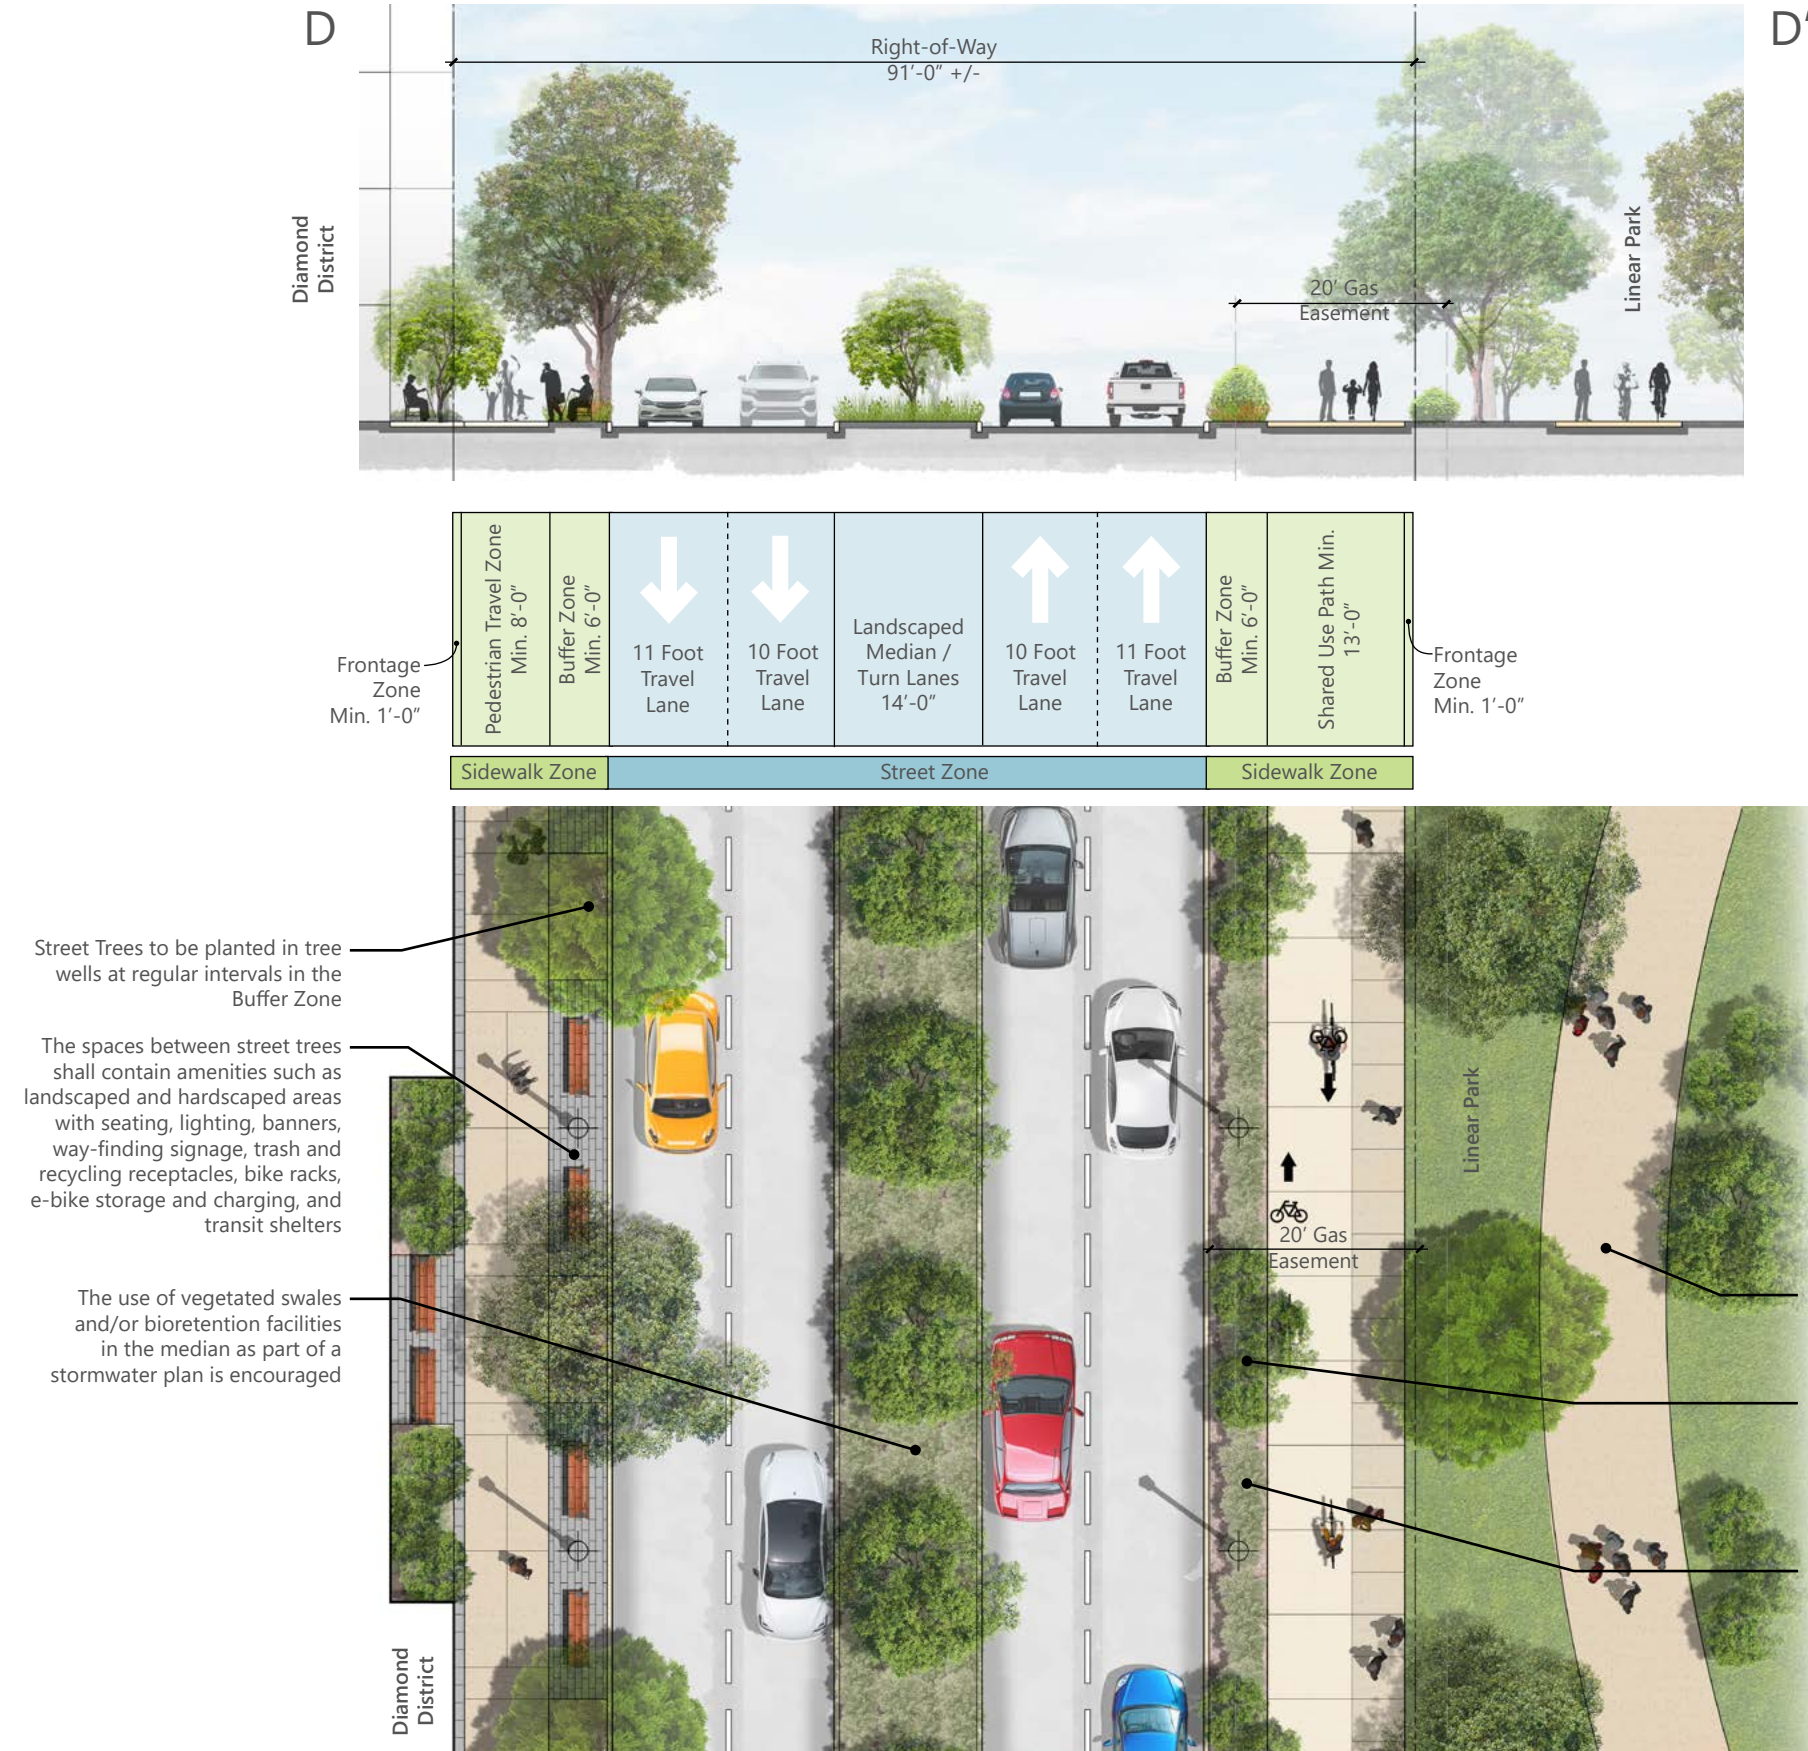 D
D'
Right-of-Way
91'-0" +/-
Diamond
District
20' Gas
Easement
Linear Park
Frontage
Zone
Min. 1'-0"
Pedestrian Travel Zone
Min. 8'-0"
Buffer Zone
Min. 6'-0"
11 Foot
Travel
Lane
10 Foot
Travel
Lane
Landscaped
Median /
Turn Lanes
14'-0"
10 Foot
Travel
Lane
11 Foot
Travel
Lane
Buffer Zone
Min. 6'-0"
Shared Use Path Min.
13'-0"
Frontage
Zone
Min. 1'-0"
Sidewalk Zone
Street Zone
Sidewalk Zone
Street Trees to be planted in tree
wells at regular intervals in the
Buffer Zone
The spaces between street trees
shall contain amenities such as
landscaped and hardscaped areas
with seating, lighting, banners,
way-finding signage, trash and
recycling receptacles, bike racks,
e-bike storage and charging, and
transit shelters
The use of vegetated swales
and/or bioretention facilities
in the median as part of a
stormwater plan is encouraged
Linear Park
20' Gas
Easement
Diamond
District